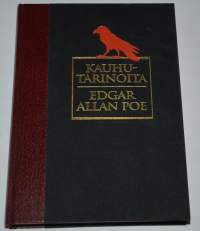 KAUHU-
TARINOITA
EDGAR
ALLAN POE